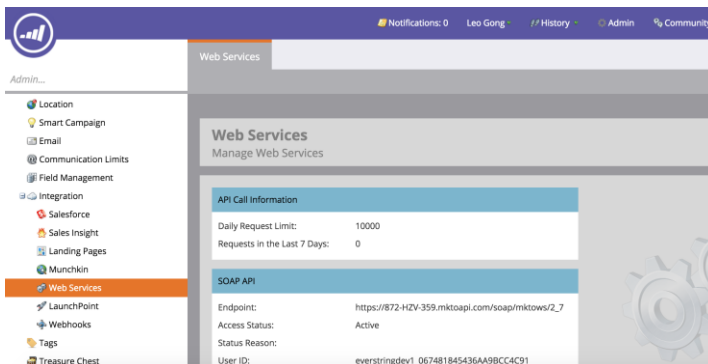 Notifications: 0 Leo Gong History Admin Community
Web Services
Admin...
Location
Smart Campaign
Email
Communication Limits
Field Management
Integration
Salesforce
Sales Insight
Landing Pages
Munchkin
Web Services
LaunchPoint
Webhooks
Tags
Treasure Chest
Web Services
Manage Web Services
API Call Information
Daily Request Limit: 10000
Requests in the Last 7 Days: 0
SOAP API
Endpoint: https://872-HZV-359.mktoapi.com/soap/mktows/2_7
Access Status: Active
Status Reason:
User ID: everstringdev1_067481845436AA9BCC4C91